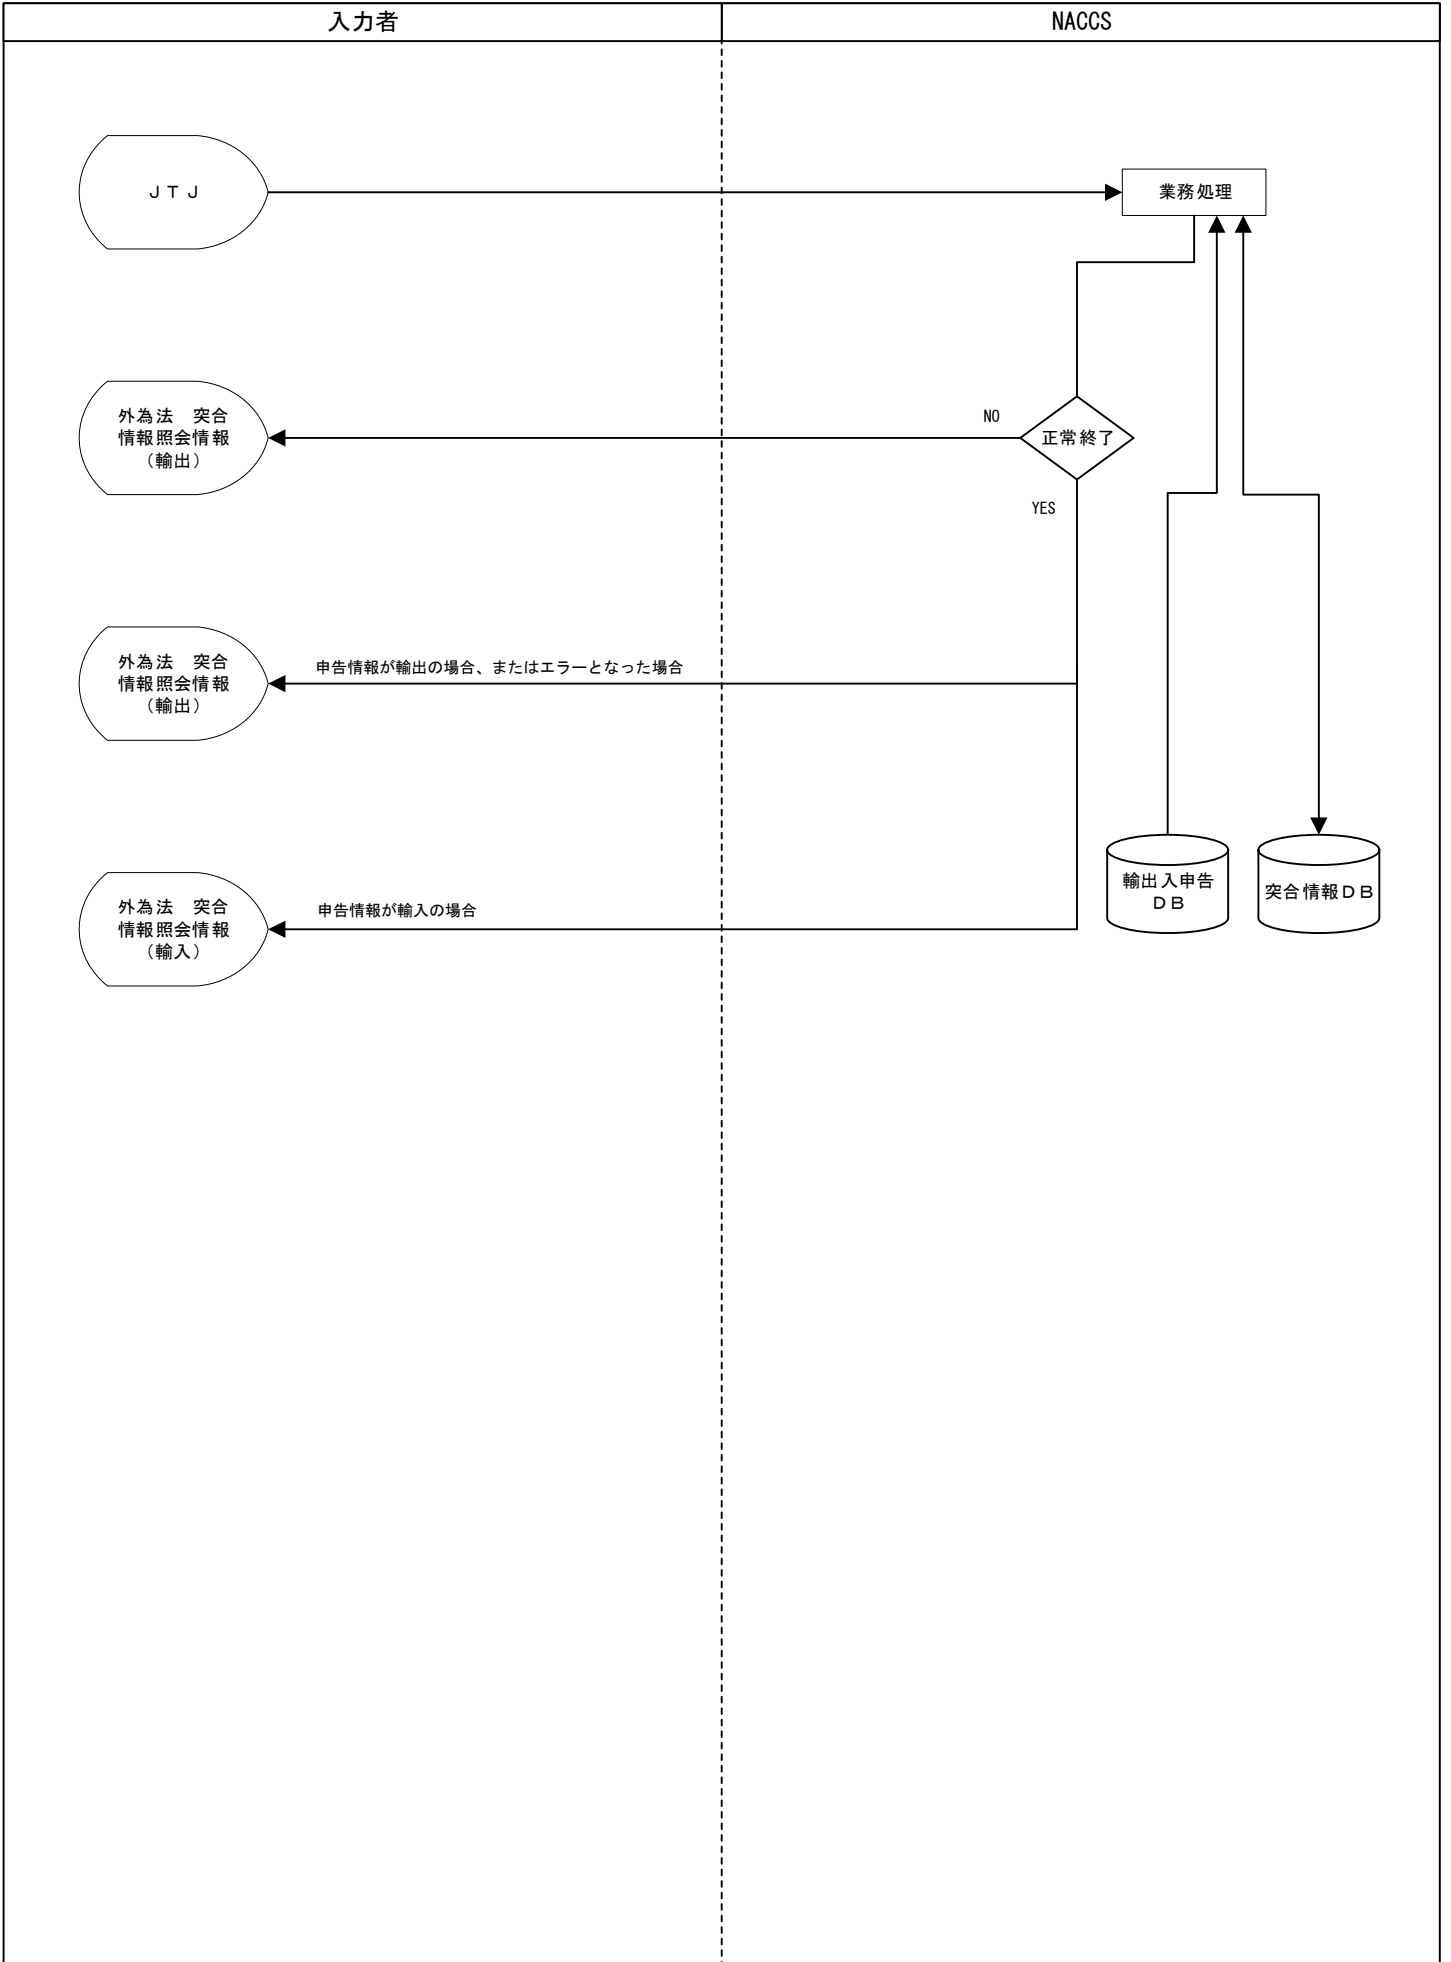 入力者
NACCS
ＪＴＪ
業務処理
外為法　突合
情報照会情報
（輸出）
NO
正常終了
YES
外為法　突合
情報照会情報
（輸出）
申告情報が輸出の場合、またはエラーとなった場合
外為法　突合
情報照会情報
（輸入）
申告情報が輸入の場合
輸出入申告
ＤＢ
突合情報ＤＢ